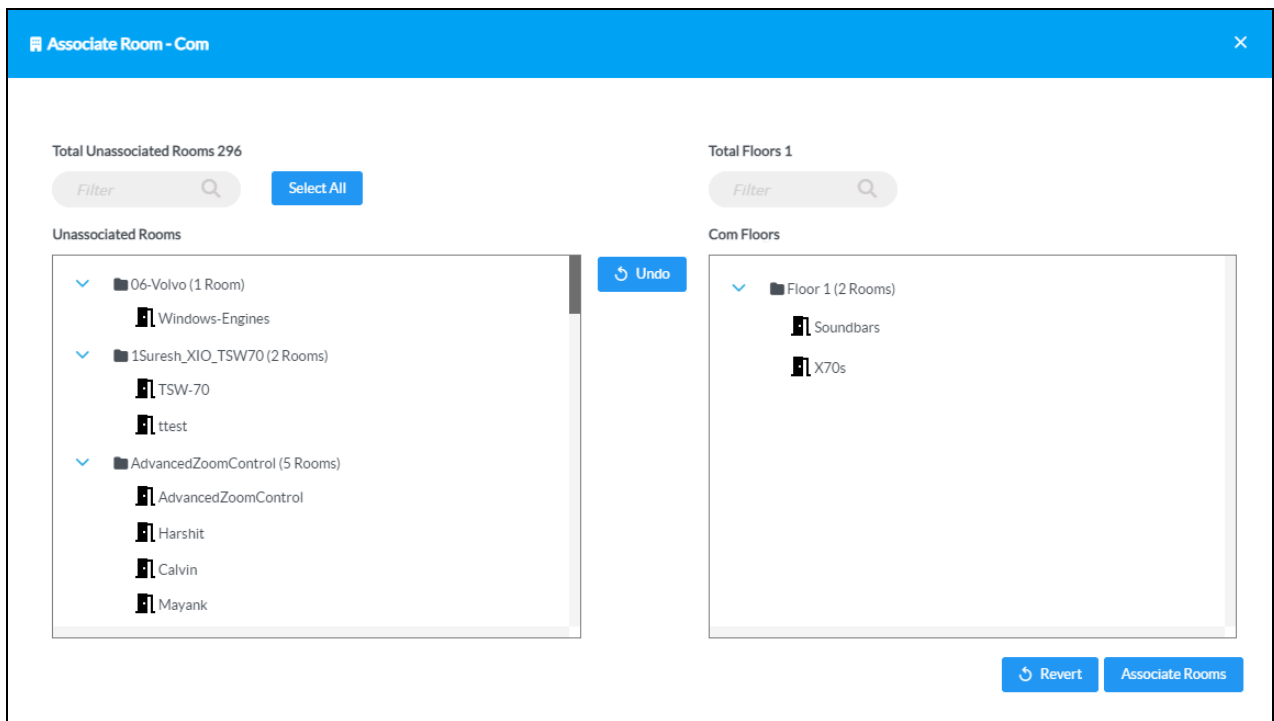 Associate Room - Com
Total Unassociated Rooms 296
Filter
Select All
Unassociated Rooms
06-Volvo (1 Room)
Windows-Engines
1Suresh_XIO_TSW70 (2 Rooms)
TSW-70
ttest
AdvancedZoomControl (5 Rooms)
AdvancedZoomControl
Harshit
Calvin
Mayank
Undo
Total Floors 1
Filter
Com Floors
Floor 1 (2 Rooms)
Soundbars
X70s
Revert
Associate Rooms